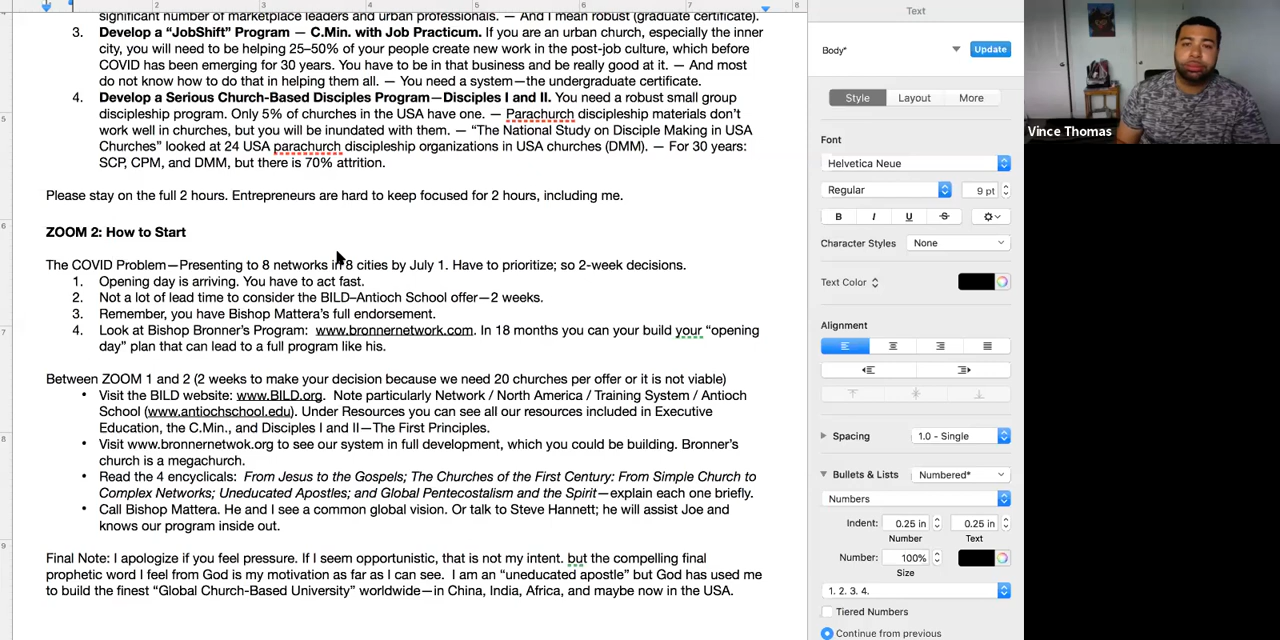 significant number of marketplace leaders and urban professionals. — And I mean robust (graduate certificate).
3. Develop a “JobShift” Program — C.Min. with Job Practicum. If you are an urban church, especially the inner
city, you will need to be helping 25–50% of your people create new work in the post-job culture, which before
COVID has been emerging for 30 years. You have to be in that business and be really good at it. — And most
do not know how to do that in helping them all. — You need a system—the undergraduate certificate.
4. Develop a Serious Church-Based Disciples Program—Disciples I and II. You need a robust small group
discipleship program. Only 5% of churches in the USA have one. — Parachurch discipleship materials don’t
work well in churches, but you will be inundated with them. — “The National Study on Disciple Making in USA
Churches” looked at 24 USA parachurch discipleship organizations in USA churches (DMM). — For 30 years:
SCP, CPM, and DMM, but there is 70% attrition.
Please stay on the full 2 hours. Entrepreneurs are hard to keep focused for 2 hours, including me.
ZOOM 2: How to Start
The COVID Problem—Presenting to 8 networks in 8 cities by July 1. Have to prioritize; so 2-week decisions.
1. Opening day is arriving. You have to act fast.
2. Not a lot of lead time to consider the BILD–Antioch School offer—2 weeks.
3. Remember, you have Bishop Mattera’s full endorsement.
4. Look at Bishop Bronner’s Program: www.bronnernetwork.com. In 18 months you can your build your “opening
day” plan that can lead to a full program like his.
Between ZOOM 1 and 2 (2 weeks to make your decision because we need 20 churches per offer or it is not viable)
• Visit the BILD website: www.BILD.org. Note particularly Network / North America / Training System / Antioch
School (www.antiochschool.edu). Under Resources you can see all our resources included in Executive
Education, the C.Min., and Disciples I and II—The First Principles.
• Visit www.bronnernetwok.org to see our system in full development, which you could be building. Bronner’s
church is a megachurch.
• Read the 4 encyclicals: From Jesus to the Gospels; The Churches of the First Century: From Simple Church to
Complex Networks; Uneducated Apostles; and Global Pentecostalism and the Spirit—explain each one briefly.
• Call Bishop Mattera. He and I see a common global vision. Or talk to Steve Hannett; he will assist Joe and
knows our program inside out.
Final Note: I apologize if you feel pressure. If I seem opportunistic, that is not my intent. but the compelling final
prophetic word I feel from God is my motivation as far as I can see. I am an “uneducated apostle” but God has used me
to build the finest “Global Church-Based University” worldwide—in China, India, Africa, and maybe now in the USA.
2 3 4 5 6 7 8
5
6
7
8
9
Text
Body* Update
Style Layout More
Font
Helvetica Neue
Regular 9 pt
B I U S
Character Styles None
Text Color
Alignment
Spacing 1.0 - Single
Bullets & Lists Numbered*
Numbers
Indent: 0.25 in 0.25 in
Number Text
Number: 100%
Size
1. 2. 3. 4.
Tiered Numbers
Continue from previous
Vince Thomas